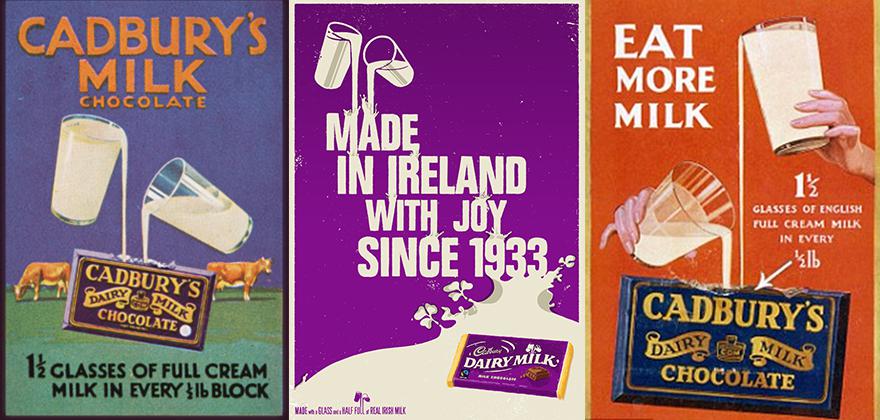 CADBURY'S
MILK
CHOCOLATE
CADBURY'S
DAIRY MILK
CHOCOLATE
1½ GLASSES OF FULL CREAM
MILK IN EVERY ½lb BLOCK
MADE
IN IRELAND
WITH JOY
SINCE 1933
Cadbury
DAIRY MILK
MILK CHOCOLATE
MADE with a GLASS and a HALF FULL of REAL IRISH MILK
EAT
MORE
MILK
1½
GLASSES OF ENGLISH
FULL CREAM MILK
IN EVERY
½lb
CADBURY'S
DAIRY MILK
CHOCOLATE